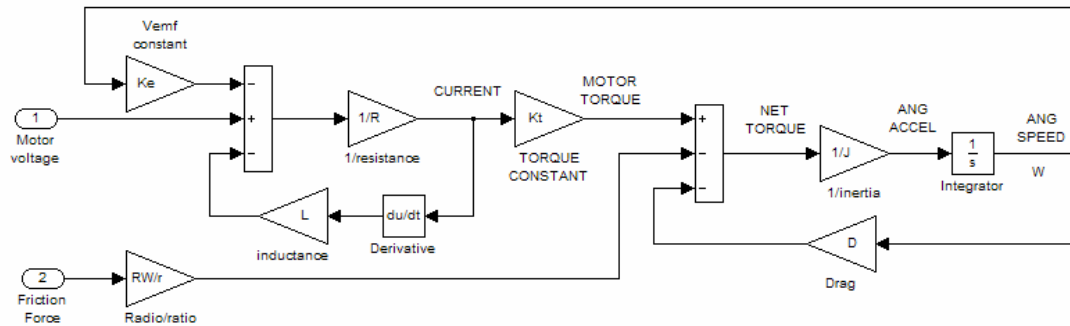 Vemf
constant
Ke
−
+
−
1
Motor
voltage
1/R
1/resistance
CURRENT
Kt
TORQUE
CONSTANT
MOTOR
TORQUE
+
−
−
NET
TORQUE
1/J
1/inertia
ANG
ACCEL
1
s
Integrator
ANG
SPEED
W
L
inductance
du/dt
Derivative
D
Drag
2
Friction
Force
RW/r
Radio/ratio